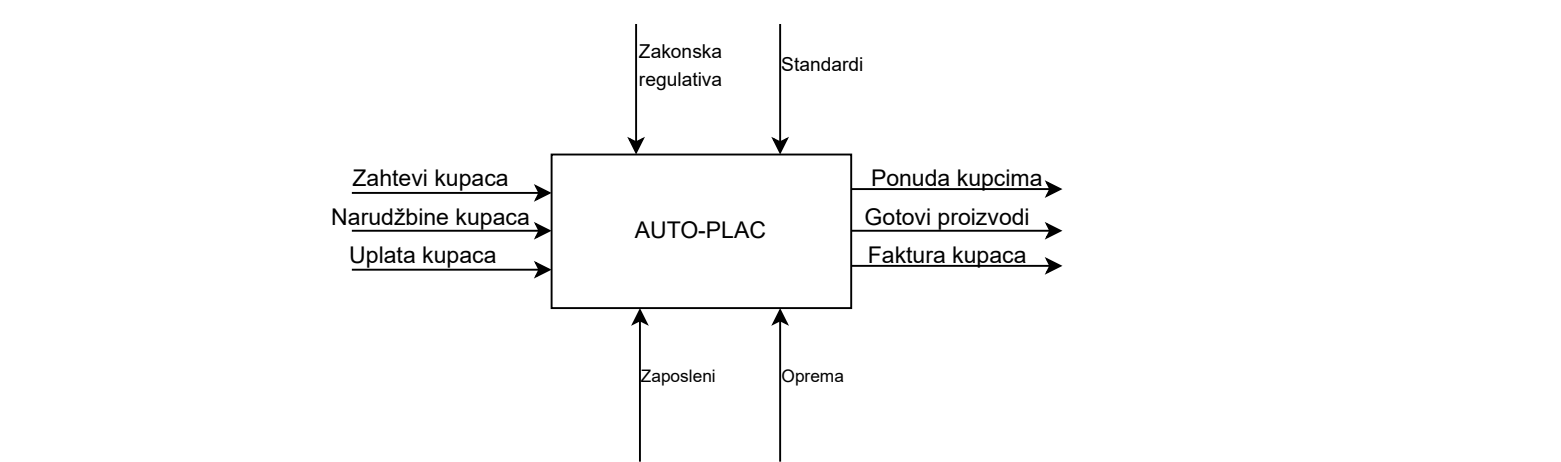 Zakonska
regulativa
Standardi
Zahtevi kupaca
Narudžbine kupaca
Uplata kupaca
AUTO-PLAC
Ponuda kupcima
Gotovi proizvodi
Faktura kupaca
Zaposleni
Oprema